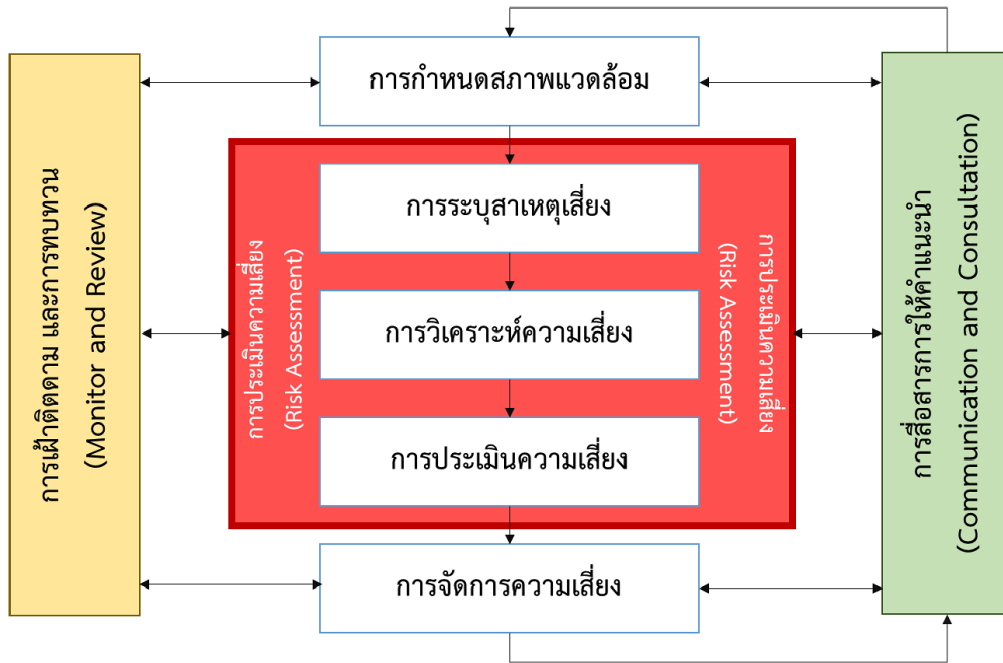 การกำหนดสภาพแวดล้อม
การเฝ้าติดตาม และการทบทวน
(Monitor and Review)
การประเมินความเสี่ยง
(Risk Assessment)
การระบุสาเหตุเสี่ยง
การวิเคราะห์ความเสี่ยง
การประเมินความเสี่ยง
การประเมินความเสี่ยง
(Risk Assessment)
การสื่อสารการให้คำแนะนำ
(Communication and Consultation)
การจัดการความเสี่ยง